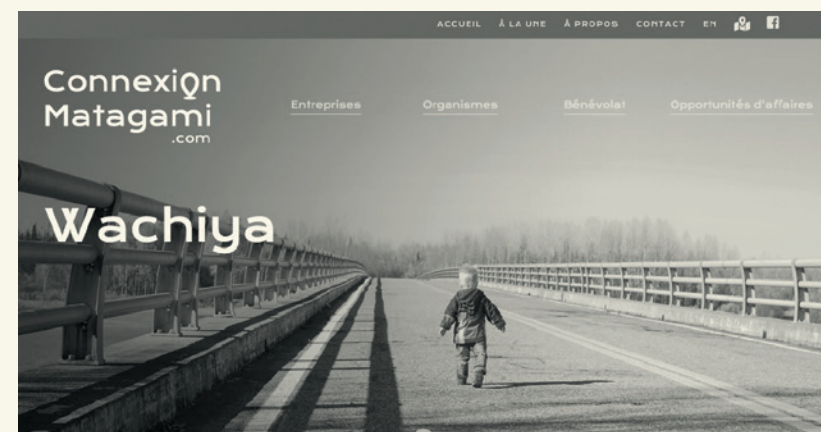 ACCUEIL À LA UNE À PROPOS CONTACT EN
Connexion
Matagami
.com
Entreprises Organismes Bénévolat Opportunités d'affaires
Wachiya